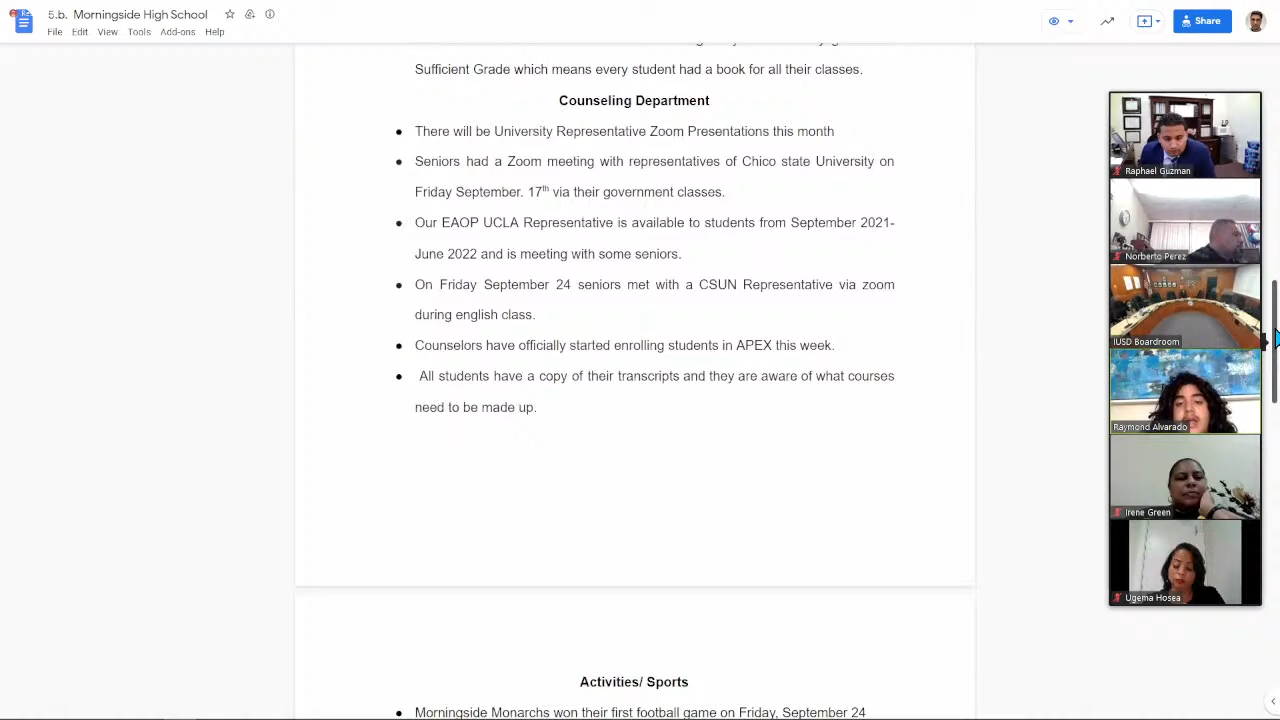 5.b. Morningside High School
File Edit View Tools Add-ons Help
Share
Sufficient Grade which means every student had a book for all their classes.
Counseling Department
● There will be University Representative Zoom Presentations this month
● Seniors had a Zoom meeting with representatives of Chico state University on
Friday September. 17th via their government classes.
● Our EAOP UCLA Representative is available to students from September 2021-
June 2022 and is meeting with some seniors.
● On Friday September 24 seniors met with a CSUN Representative via zoom
during english class.
● Counselors have officially started enrolling students in APEX this week.
● All students have a copy of their transcripts and they are aware of what courses
need to be made up.
Activities/ Sports
● Morningside Monarchs won their first football game on Friday, September 24
Raphael Guzman
Norberto Perez
IUSD Boardroom
Raymond Alvarado
Irene Green
Ugema Hosea